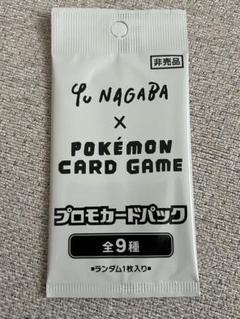 非売品
Yu NAGABA
×
POKÉMON
CARD GAME
プロモカードパック
全9種
■ランダム1枚入り■